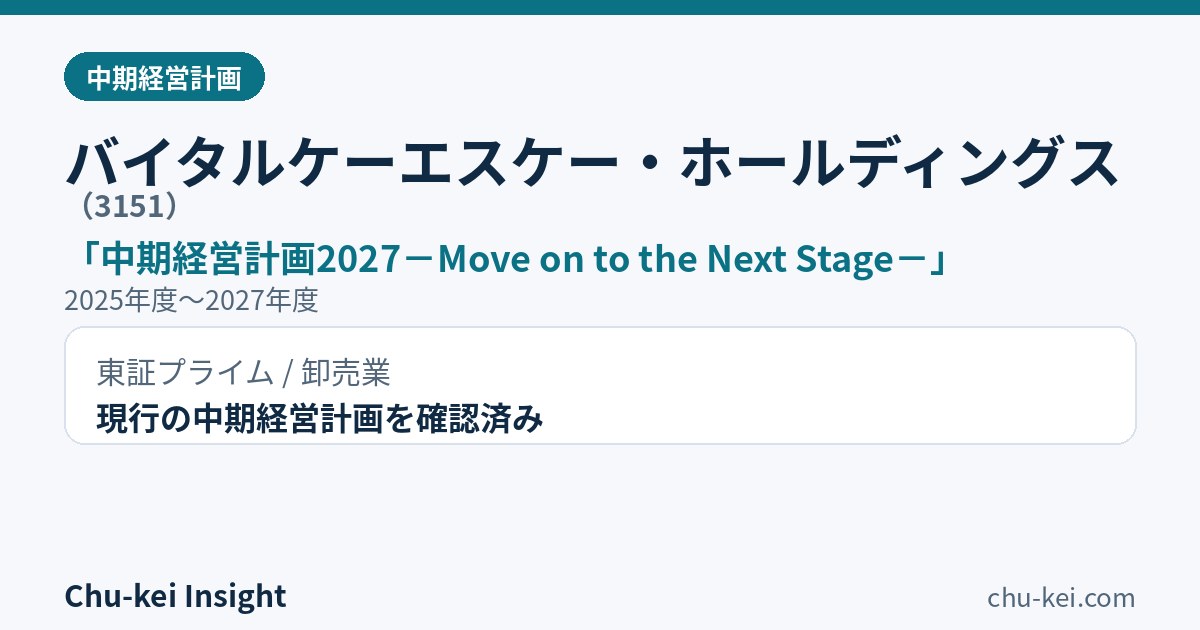 中期経営計画
バイタルケーエスケー・ホールディングス
（3151）
「中期経営計画2027－Move on to the Next Stage－」
2025年度～2027年度
東証プライム / 卸売業
現行の中期経営計画を確認済み
Chu-kei Insight
chu-kei.com